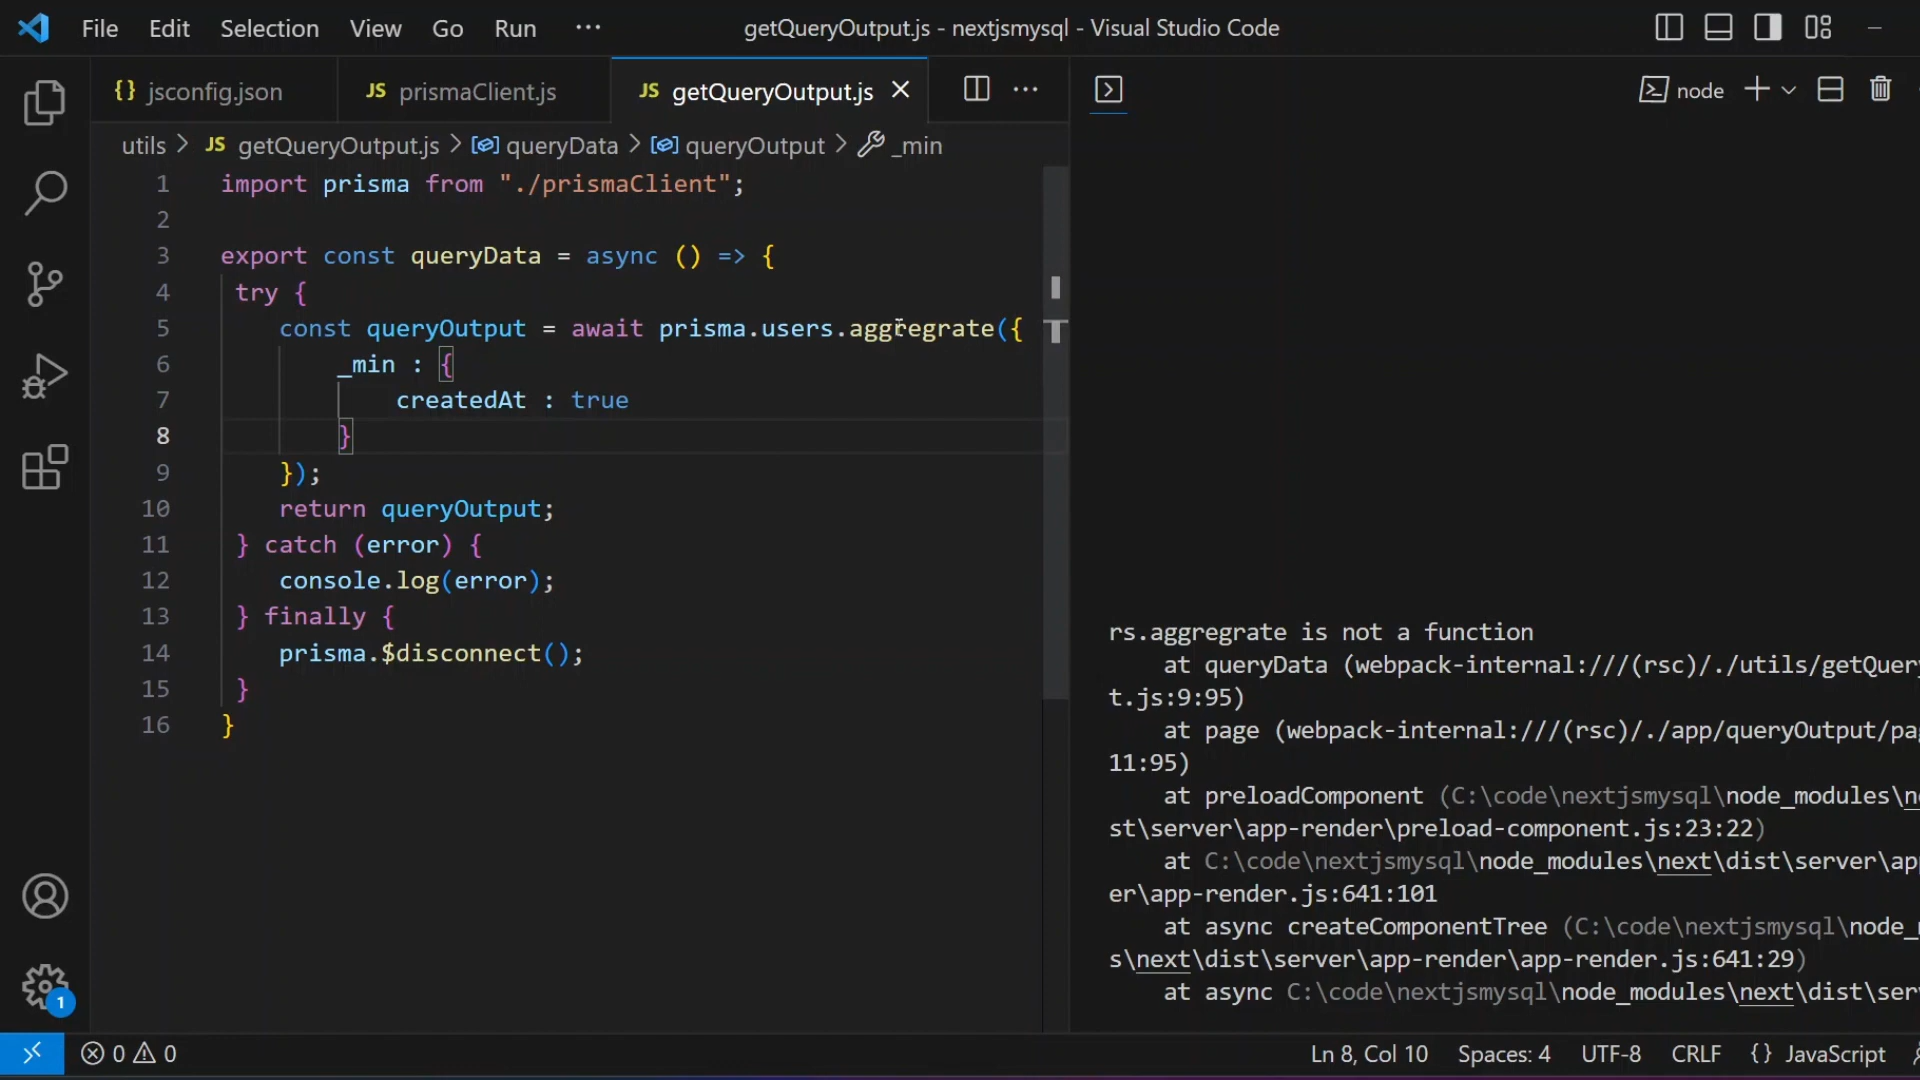 File Edit Selection View Go Run ··· getQueryOutput.js - nextjsmysql - Visual Studio Code
{} jsconfig.json JS prismaClient.js JS getQueryOutput.js node
utils > JS getQueryOutput.js > queryData > queryOutput > _min
1 import prisma from "./prismaClient";
2
3 export const queryData = async () => {
4 try {
5 const queryOutput = await prisma.users.aggregrate({
6 _min : {
7 createdAt : true
8 }
9 });
10 return queryOutput;
11 } catch (error) {
12 console.log(error);
13 } finally {
14 prisma.$disconnect();
15 }
16 }
rs.aggregrate is not a function
at queryData (webpack-internal:///(rsc)/./utils/getQuery
t.js:9:95)
at page (webpack-internal:///(rsc)/./app/queryOutput/pag
11:95)
at preloadComponent (C:\code\nextjsmysql\node_modules\n
st\server\app-render\preload-component.js:23:22)
at C:\code\nextjsmysql\node_modules\next\dist\server\ap
er\app-render.js:641:101
at async createComponentTree (C:\code\nextjsmysql\node_
s\next\dist\server\app-render\app-render.js:641:29)
at async C:\code\nextjsmysql\node_modules\next\dist\ser
1
0 0 Ln 8, Col 10 Spaces: 4 UTF-8 CRLF {} JavaScript